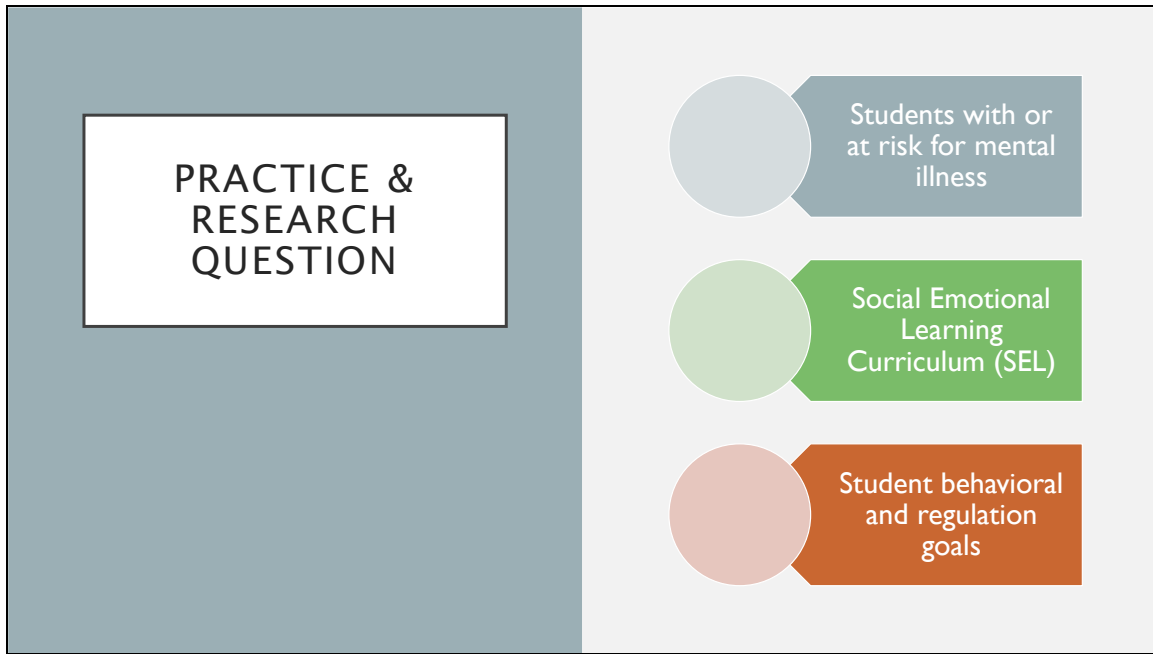 PRACTICE &
RESEARCH
QUESTION
Students with or
at risk for mental
illness
Social Emotional
Learning
Curriculum (SEL)
Student behavioral
and regulation
goals